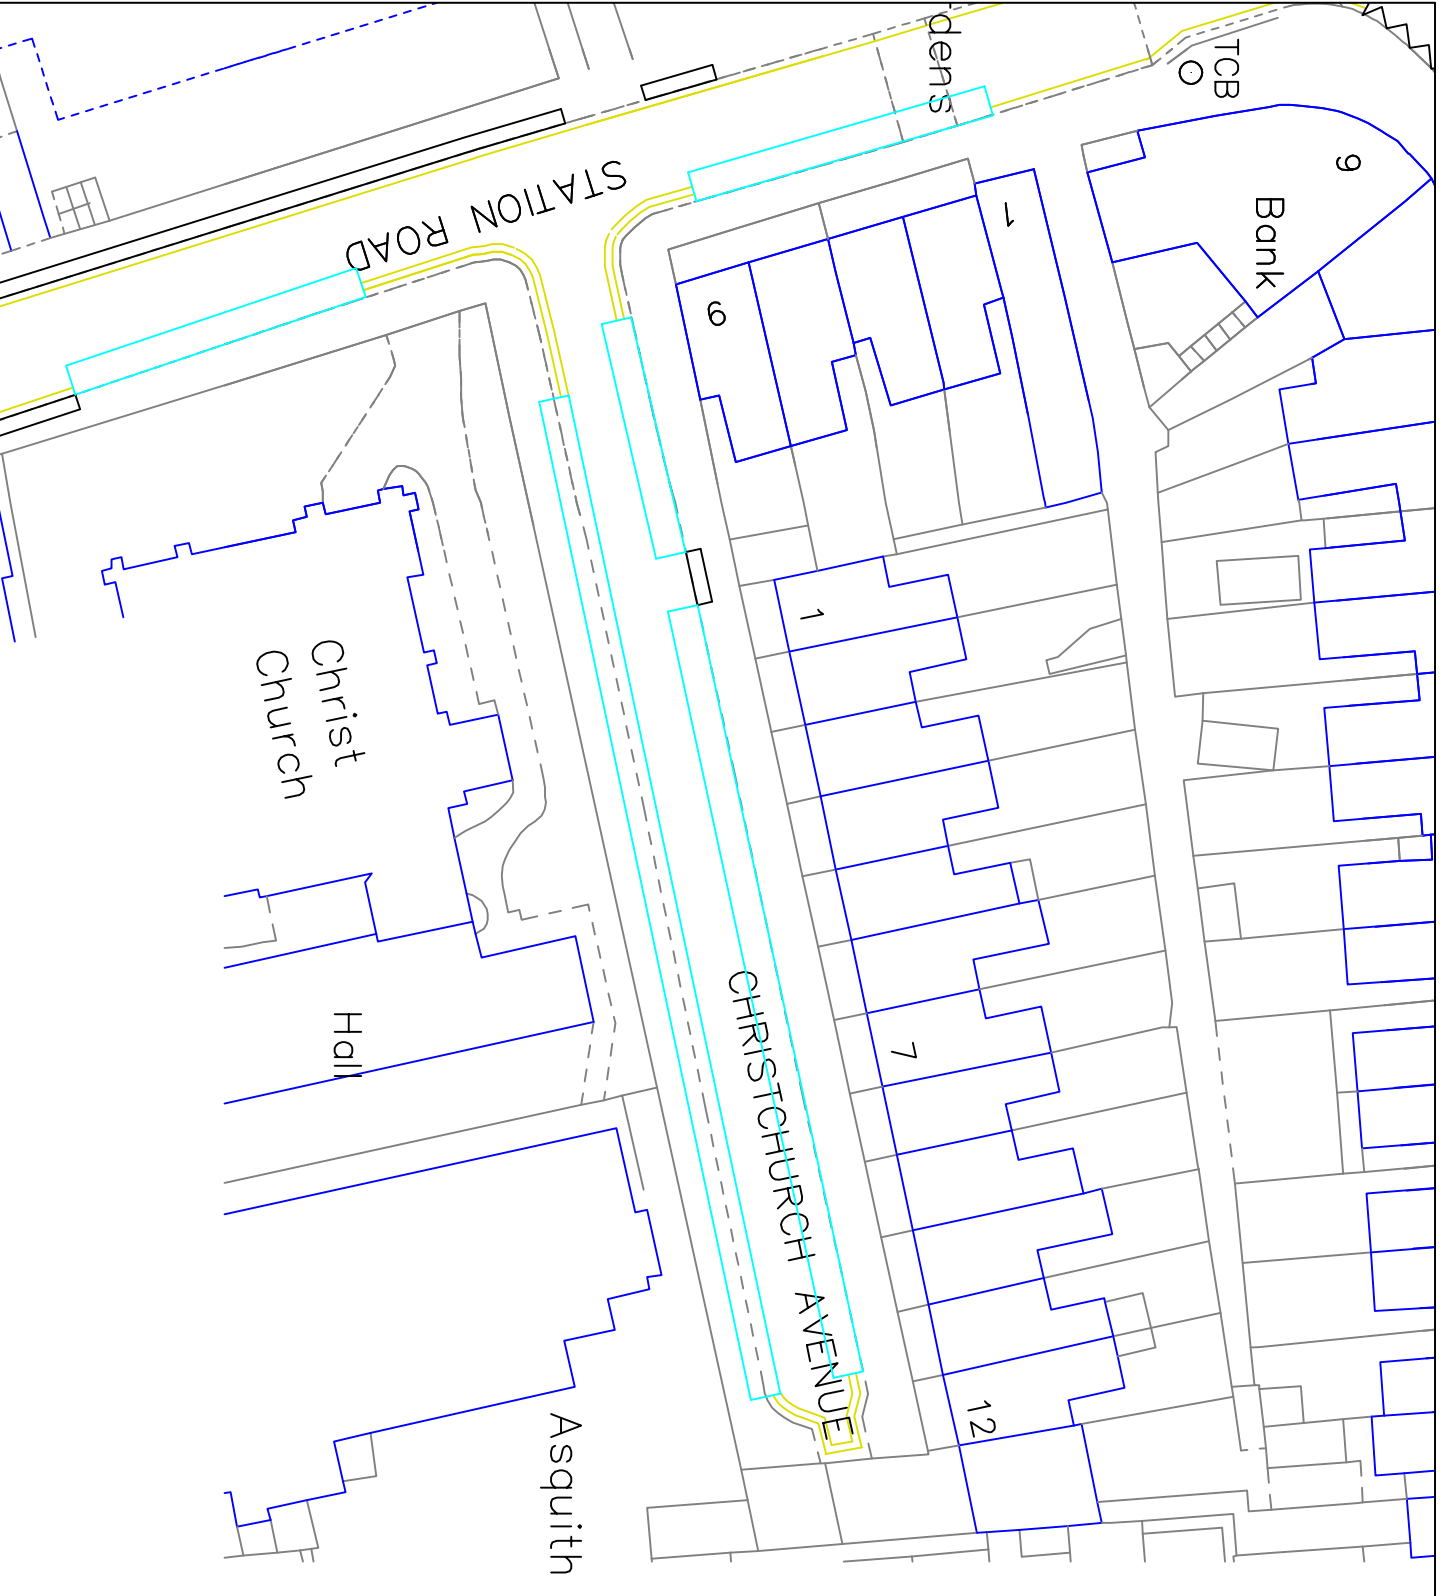 dens
TCB
9
Bank
STATION ROAD
1
6
1
Christ
Church
7
Hall
CHRISTCHURCH AVENUE
12
Asquith